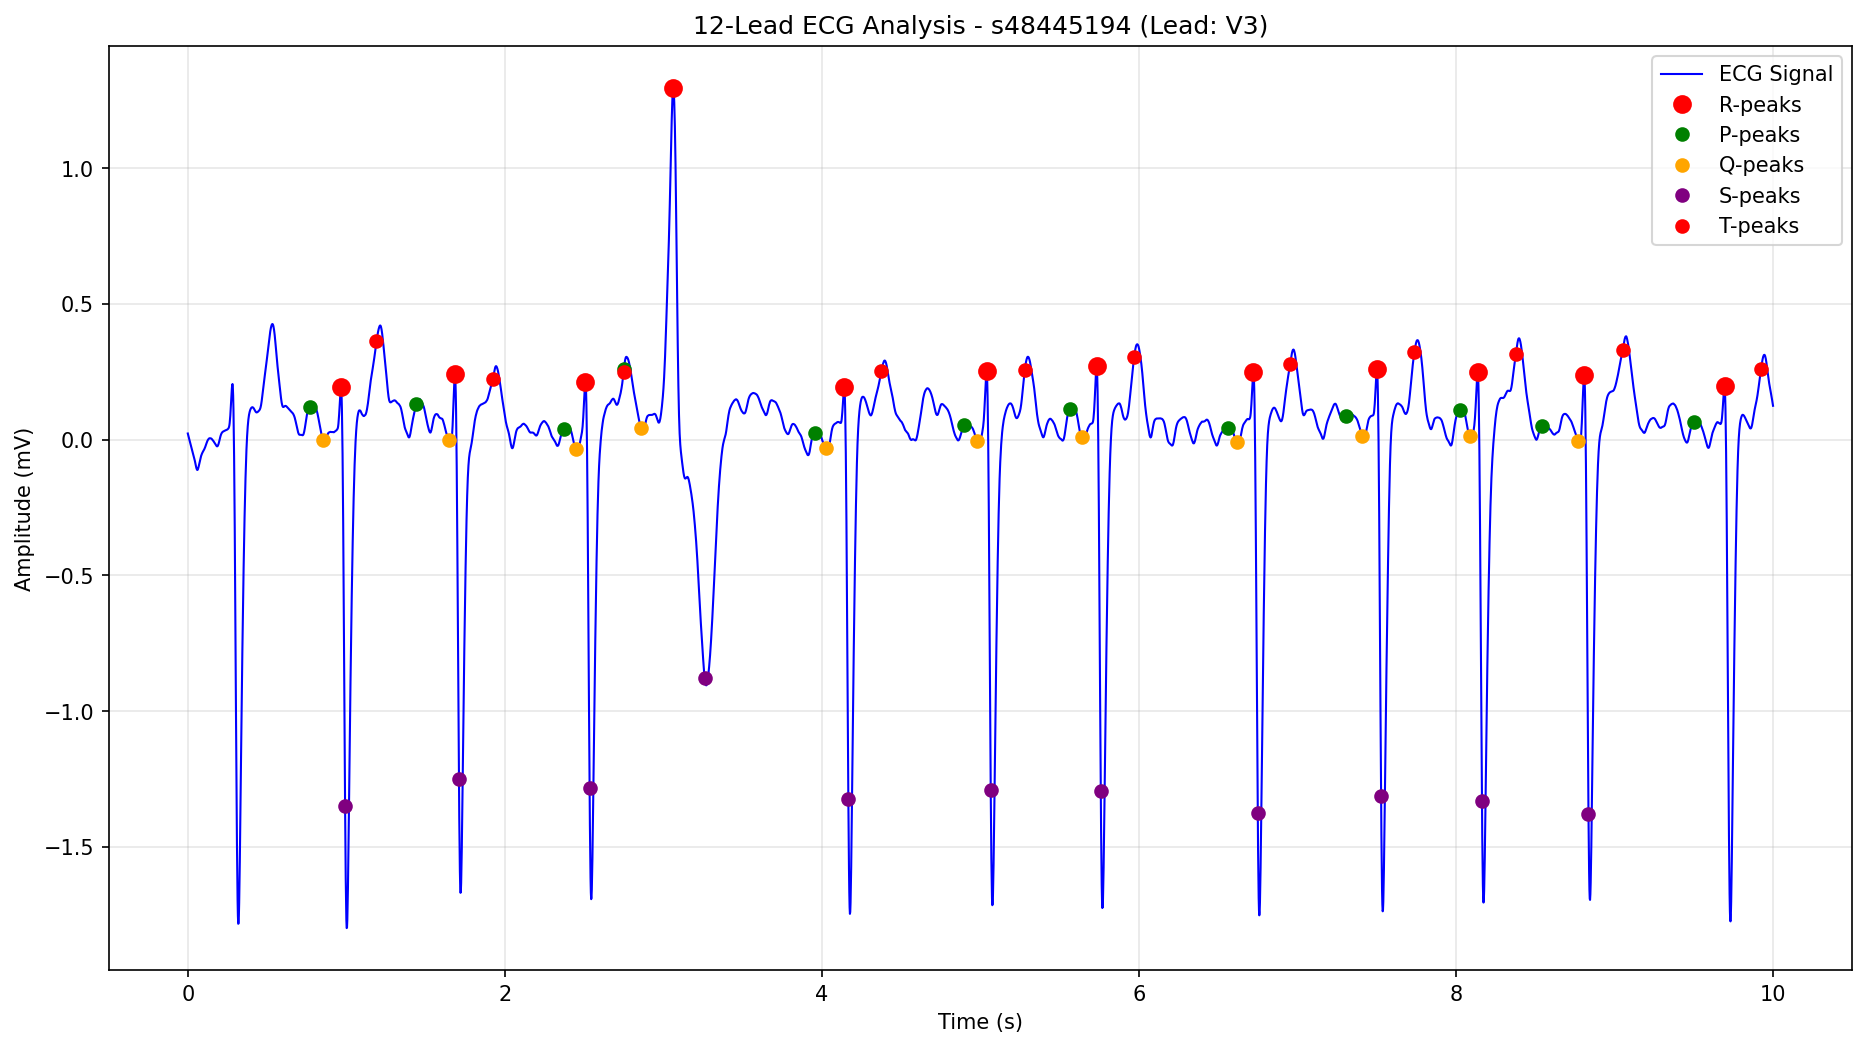 12-Lead ECG Analysis - s48445194 (Lead: V3)
ECG Signal
R-peaks
P-peaks
Q-peaks
S-peaks
T-peaks
1.0
0.5
0.0
−0.5
−1.0
−1.5
Amplitude (mV)
0 2 4 6 8 10
Time (s)